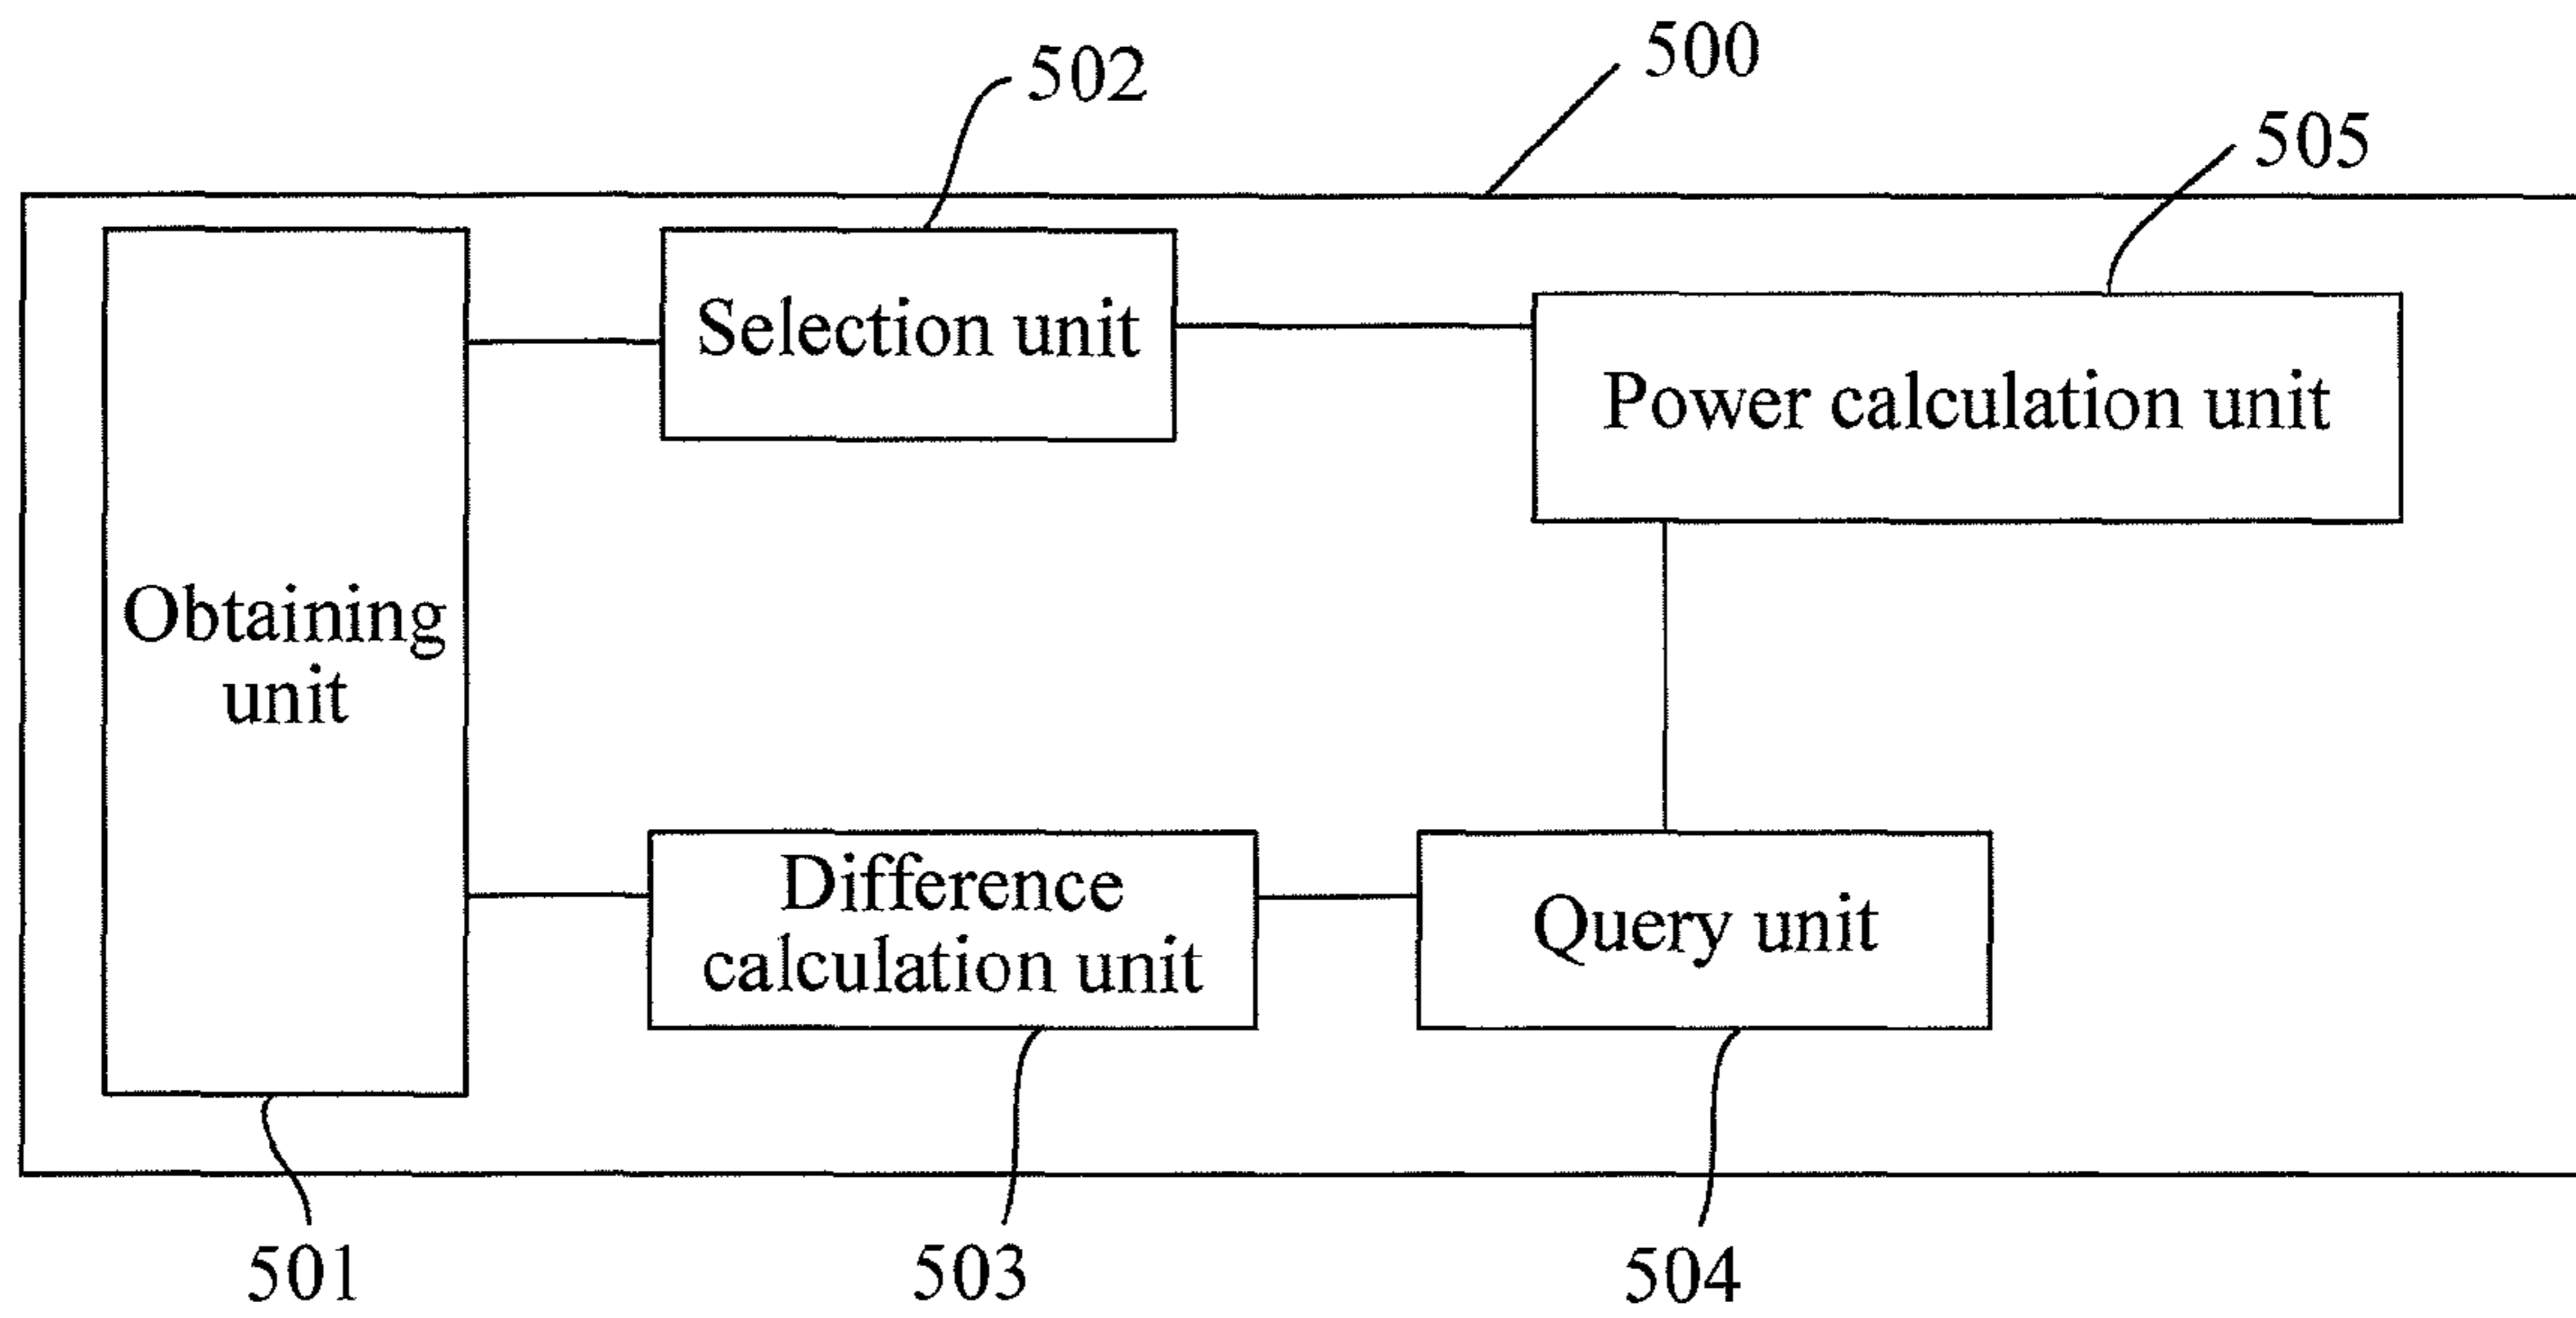 500
502
505
Selection unit
Power calculation unit
Obtaining
unit
Difference
calculation unit
Query unit
501
503
504